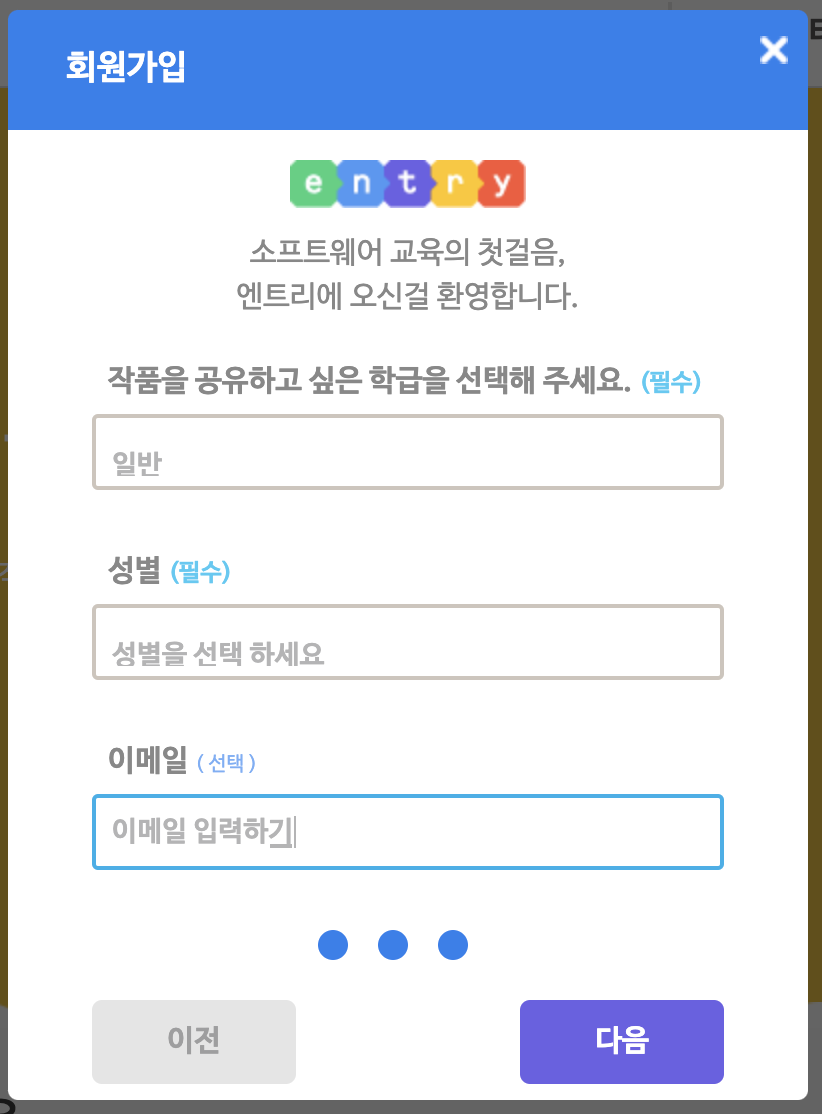 회원가입
entry
소프트웨어 교육의 첫걸음,
엔트리에 오신걸 환영합니다.
작품을 공유하고 싶은 학급을 선택해 주세요. (필수)
일반
성별 (필수)
성별을 선택 하세요
이메일 ( 선택 )
이메일 입력하기
이전
다음